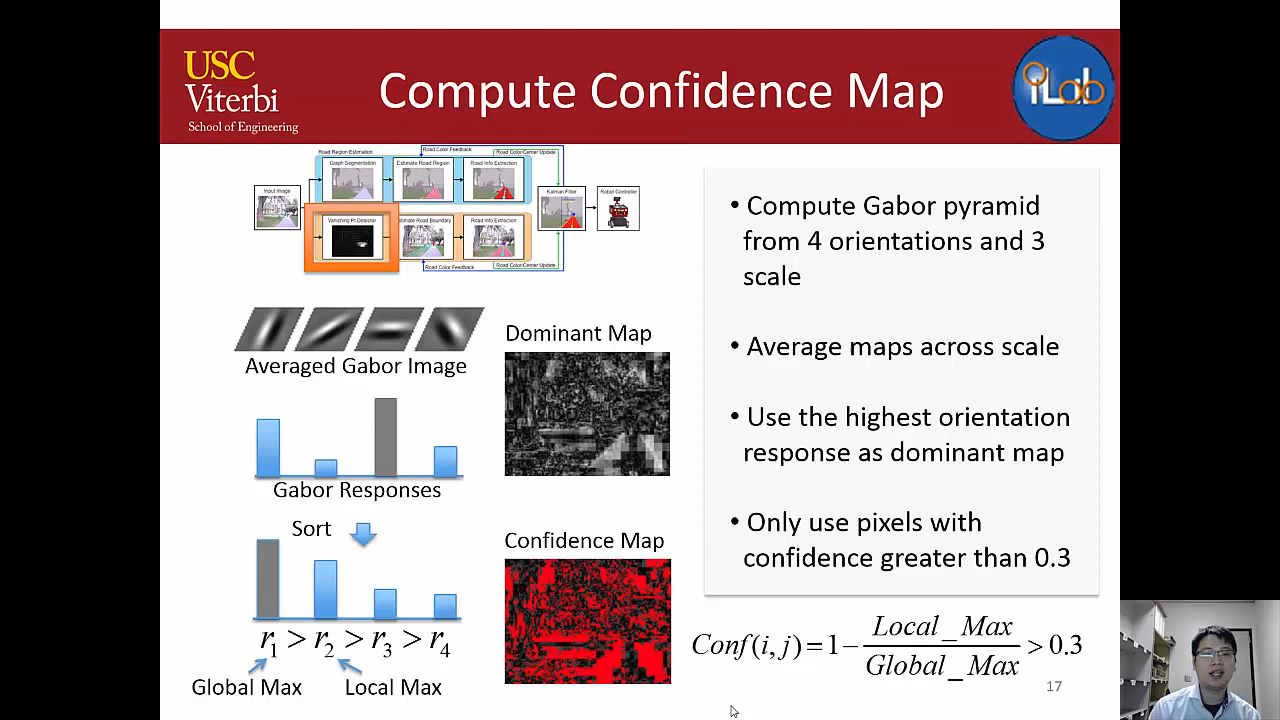 USC
Viterbi
School of Engineering
Compute Confidence Map
iLab
Road Region Estimation
Road Color Feedback
Road Color/Center Update
Graph Segmentation
Estimate Road Region
Road Info Extraction
Input Image
Kalman Filter
Robot Controller
Vanishing Pt Detector
stimate Road Boundary
Road Info Extraction
Road Color Feedback
Road Color/Center Update
Averaged Gabor Image
Dominant Map
Gabor Responses
Sort
Confidence Map
r1 > r2 > r3 > r4
Global Max
Local Max
• Compute Gabor pyramid
from 4 orientations and 3
scale
• Average maps across scale
• Use the highest orientation
response as dominant map
• Only use pixels with
confidence greater than 0.3
Conf(i, j) = 1 − Local_Max / Global_Max > 0.3
17